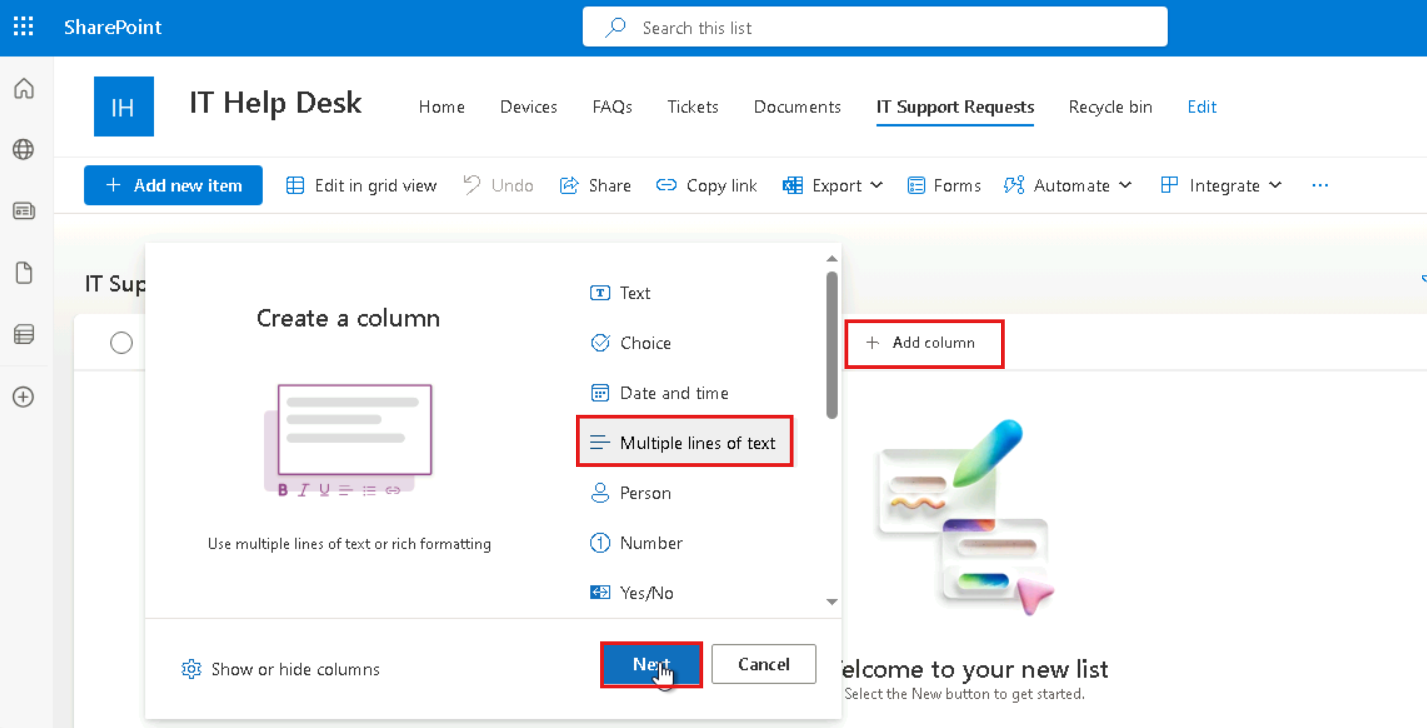 SharePoint
Search this list
IH
IT Help Desk
Home Devices FAQs Tickets Documents IT Support Requests Recycle bin Edit
+ Add new item Edit in grid view Undo Share Copy link Export Forms Automate Integrate ...
IT Sup
Create a column
Text
Choice
+ Add column
Date and time
Multiple lines of text
B I U
Person
Use multiple lines of text or rich formatting
Number
Yes/No
Show or hide columns
Next Cancel
elcome to your new list
Select the New button to get started.